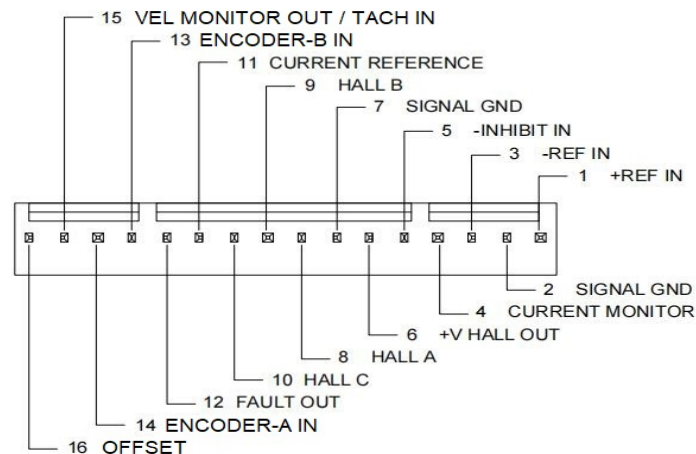 15 VEL MONITOR OUT / TACH IN
13 ENCODER-B IN
11 CURRENT REFERENCE
9 HALL B
7 SIGNAL GND
5 -INHIBIT IN
3 -REF IN
1 +REF IN
2 SIGNAL GND
4 CURRENT MONITOR
6 +V HALL OUT
8 HALL A
10 HALL C
12 FAULT OUT
14 ENCODER-A IN
16 OFFSET